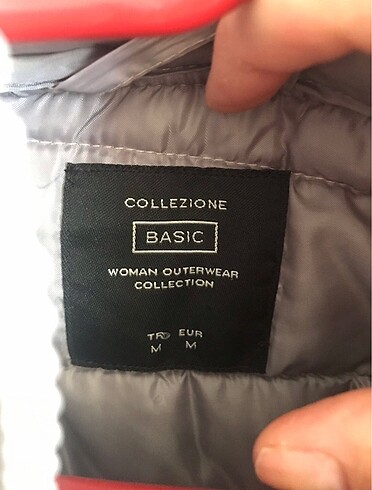 COLLEZIONE
BASIC
WOMAN OUTERWEAR
COLLECTION
TR EUR
M M